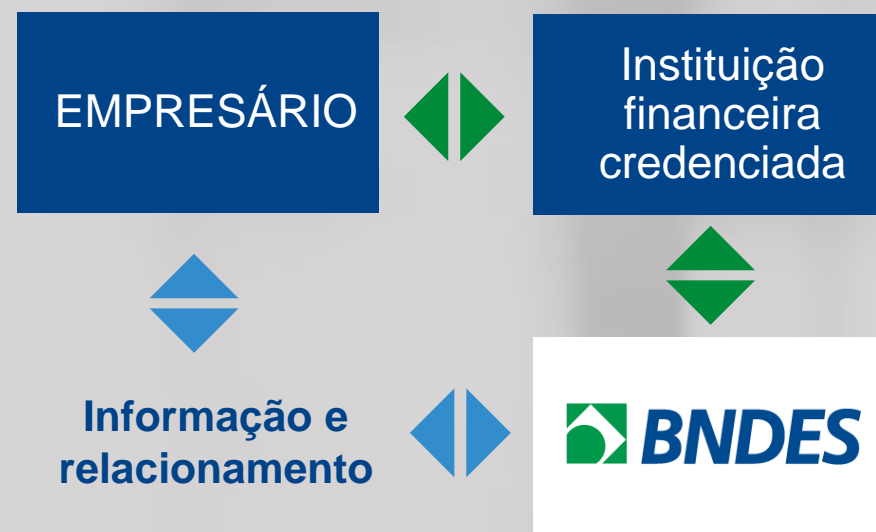 EMPRESÁRIO
Instituição
financeira
credenciada
Informação e
relacionamento
BNDES